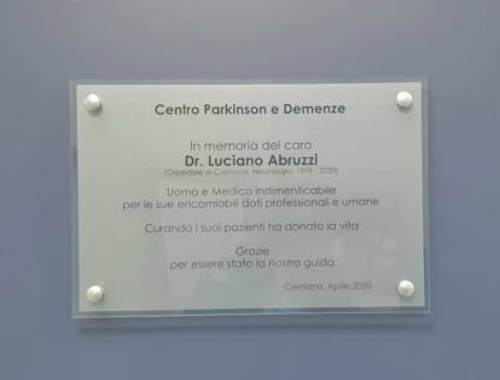 Centro Parkinson e Demenze
In memoria del caro
Dr. Luciano Abruzzi
(Ospedale di Cremona, Neurologia, 1998 - 2020)
Uomo e Medico indimenticabile
per le sue encomiabili doti professionali e umane
Curando i suoi pazienti ha donato la vita
Grazie
per essere stato la nostra guida
Cremona, Aprile 2020